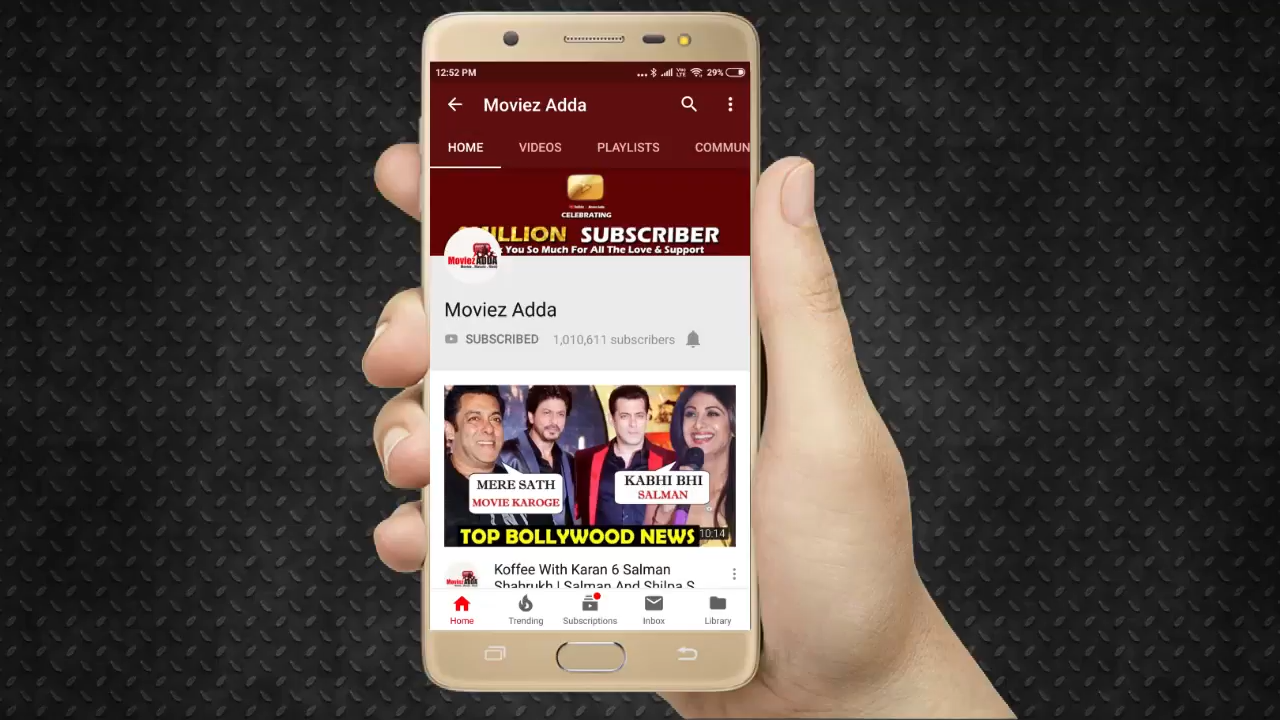 12:52 PM
29%
Moviez Adda
HOME VIDEOS PLAYLISTS COMMUN
CELEBRATING
MILLION SUBSCRIBER
You So Much For All The Love & Support
Moviez ADDA
Moviez Adda
SUBSCRIBED 1,010,611 subscribers
MERE SATH
MOVIE KAROGE
KABHI BHI
SALMAN
TOP BOLLYWOOD NEWS
10:14
Koffee With Karan 6 Salman
Shahrukh | Salman And Shilpa S
Home Trending Subscriptions Inbox Library